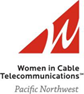 Women in Cable
Telecommunications™
Pacific Northwest